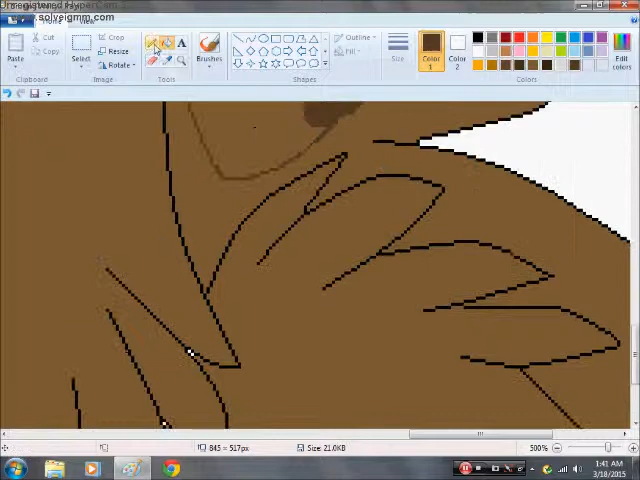 Unregistered HyperCam 2
www.solveigmm.com
View
Paste
Cut
Copy
Clipboard
Select
Crop
Resize
Rotate
Image
A
Tools
Brushes
Outline
Fill
Shapes
Size
Color 1
Color 2
Edit colors
Colors
845 × 517px
Size: 21.0KB
500%
1:41 AM
3/18/2015